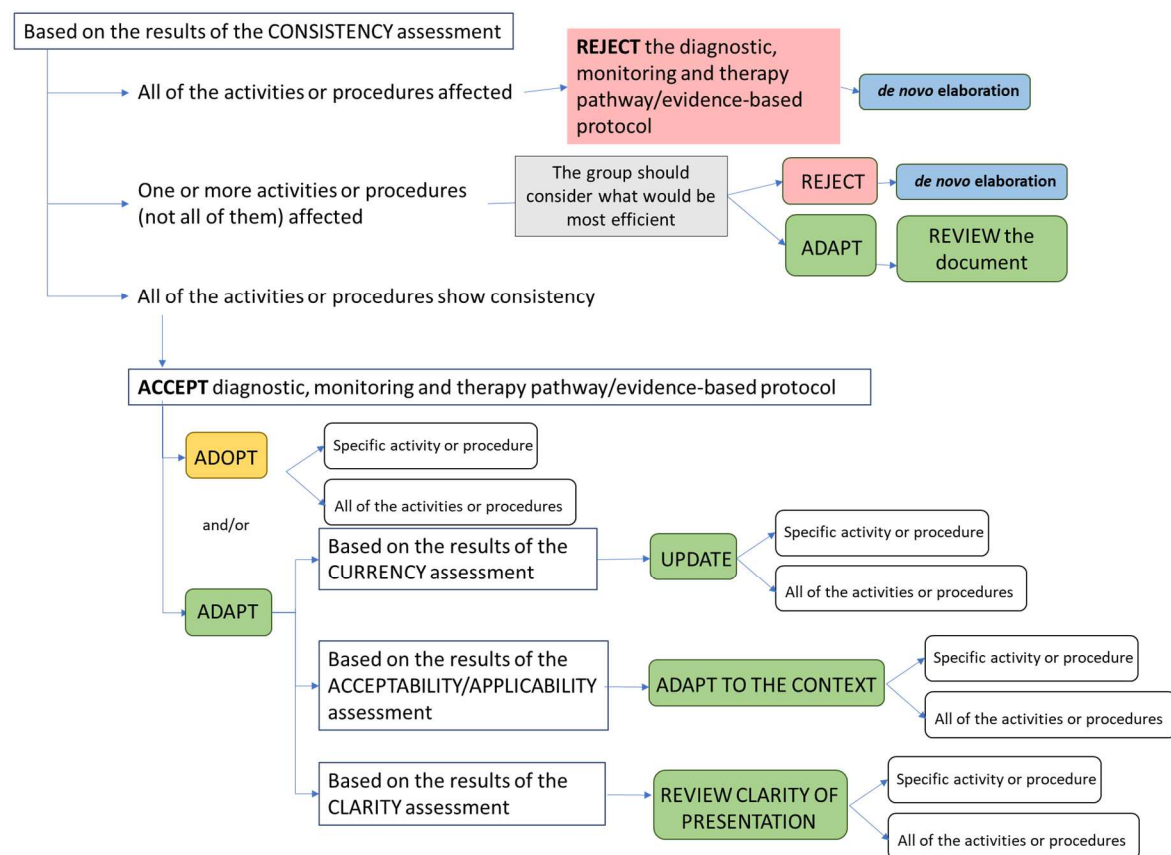 Based on the results of the CONSISTENCY assessment
All of the activities or procedures affected
REJECT the diagnostic,
monitoring and therapy
pathway/evidence-based
protocol
de novo elaboration
One or more activities or procedures
(not all of them) affected
The group should
consider what would be
most efficient
REJECT
de novo elaboration
ADAPT
REVIEW the
document
All of the activities or procedures show consistency
ACCEPT diagnostic, monitoring and therapy pathway/evidence-based protocol
ADOPT
Specific activity or procedure
All of the activities or procedures
and/or
ADAPT
Based on the results of the
CURRENCY assessment
UPDATE
Specific activity or procedure
All of the activities or procedures
Based on the results of the
ACCEPTABILITY/APPLICABILITY
assessment
ADAPT TO THE CONTEXT
Specific activity or procedure
All of the activities or procedures
Based on the results of the
CLARITY assessment
REVIEW CLARITY OF
PRESENTATION
Specific activity or procedure
All of the activities or procedures